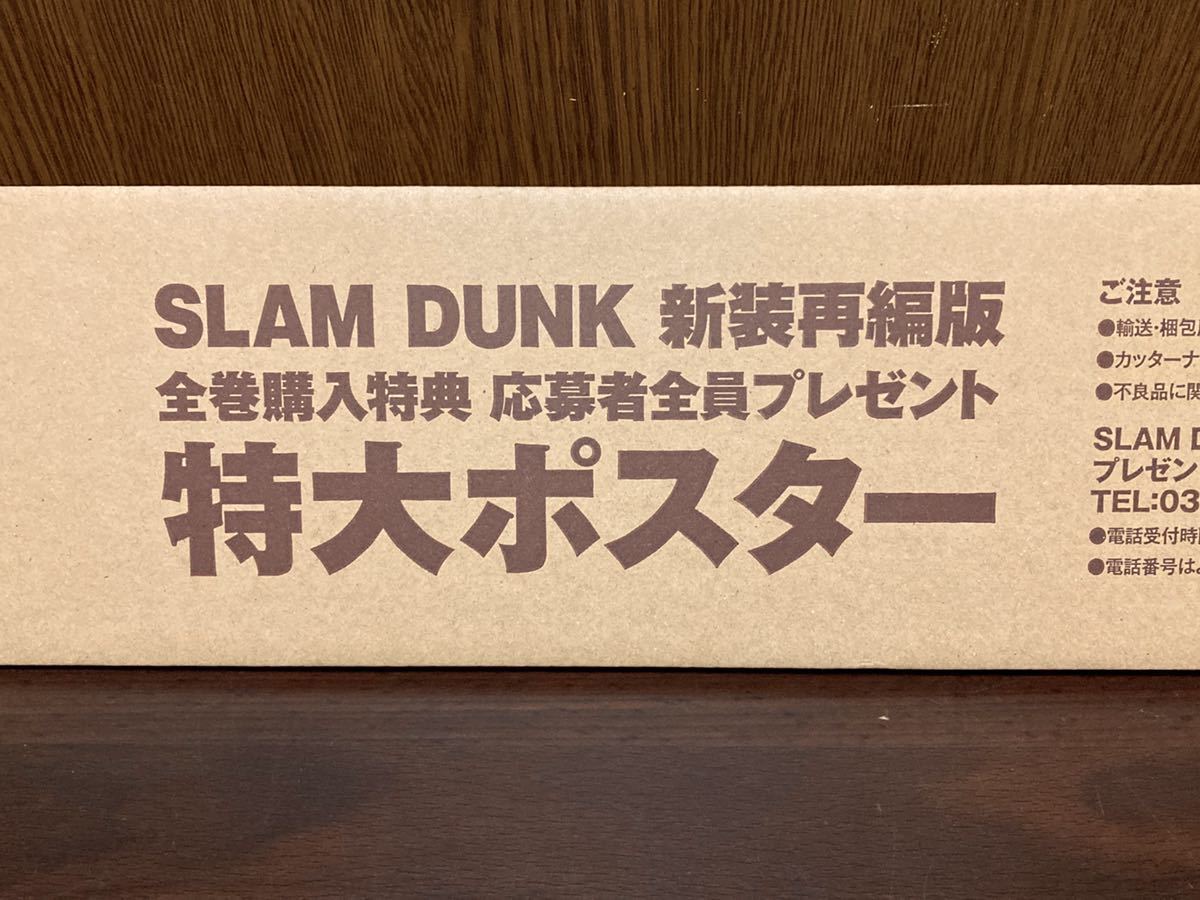 SLAM DUNK 新装再編版
全巻購入特典 応募者全員プレゼント
特大ポスター
ご注意
●輸送・梱包
●カッターナ
●不良品に関
SLAM D
プレゼン
TEL:03
●電話受付時
●電話番号は